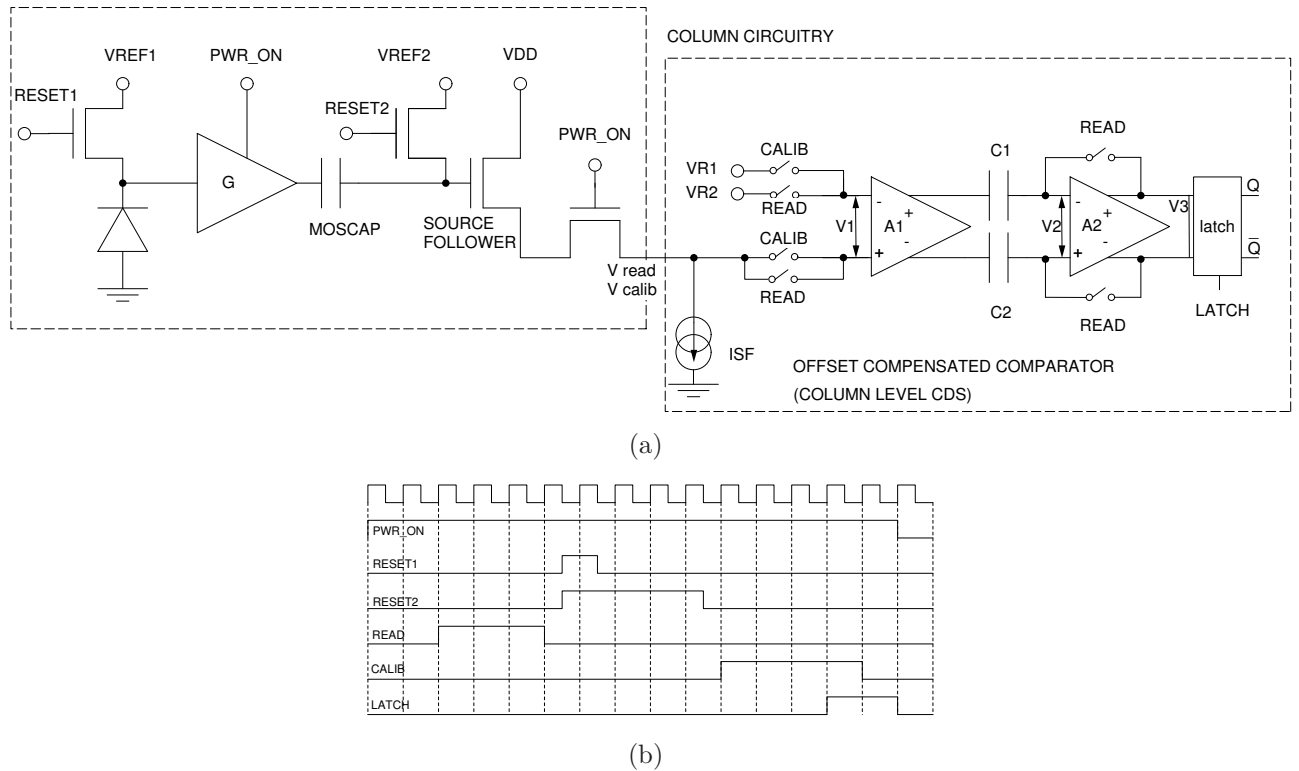 COLUMN CIRCUITRY
VREF1
PWR_ON
VREF2
VDD
RESET1
RESET2
PWR_ON
G
MOSCAP
SOURCE
FOLLOWER
V read
V calib
ISF
VR1
VR2
CALIB
READ
CALIB
READ
V1
-
+
A1
+
-
C1
C2
READ
V2
-
+
A2
+
-
READ
V3
latch
Q
Q̅
LATCH
OFFSET COMPENSATED COMPARATOR
(COLUMN LEVEL CDS)
(a)
PWR_ON
RESET1
RESET2
READ
CALIB
LATCH
(b)